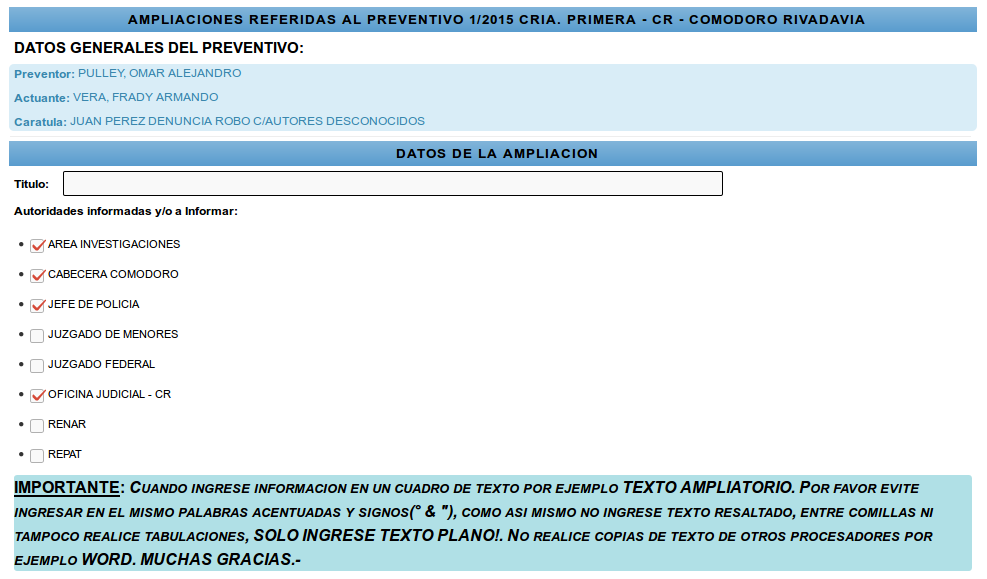 AMPLIACIONES REFERIDAS AL PREVENTIVO 1/2015 CRIA. PRIMERA - CR - COMODORO RIVADAVIA
DATOS GENERALES DEL PREVENTIVO:
Preventor: PULLEY, OMAR ALEJANDRO
Actuante: VERA, FRADY ARMANDO
Caratula: JUAN PEREZ DENUNCIA ROBO C/AUTORES DESCONOCIDOS
DATOS DE LA AMPLIACION
Titulo:
Autoridades informadas y/o a Informar:
AREA INVESTIGACIONES
CABECERA COMODORO
JEFE DE POLICIA
JUZGADO DE MENORES
JUZGADO FEDERAL
OFICINA JUDICIAL - CR
RENAR
REPAT
IMPORTANTE: CUANDO INGRESE INFORMACION EN UN CUADRO DE TEXTO POR EJEMPLO TEXTO AMPLIATORIO. POR FAVOR EVITE
INGRESAR EN EL MISMO PALABRAS ACENTUADAS Y SIGNOS(° & "), COMO ASI MISMO NO INGRESE TEXTO RESALTADO, ENTRE COMILLAS NI
TAMPOCO REALICE TABULACIONES, SOLO INGRESE TEXTO PLANO!. NO REALICE COPIAS DE TEXTO DE OTROS PROCESADORES POR
EJEMPLO WORD. MUCHAS GRACIAS.-